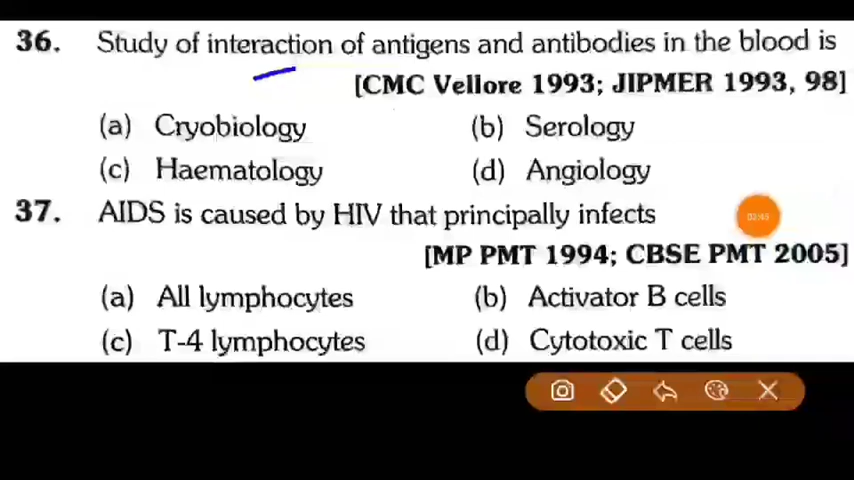 36. Study of interaction of antigens and antibodies in the blood is
[CMC Vellore 1993; JIPMER 1993, 98]
(a) Cryobiology (b) Serology
(c) Haematology (d) Angiology
37. AIDS is caused by HIV that principally infects
[MP PMT 1994; CBSE PMT 2005]
(a) All lymphocytes (b) Activator B cells
(c) T-4 lymphocytes (d) Cytotoxic T cells